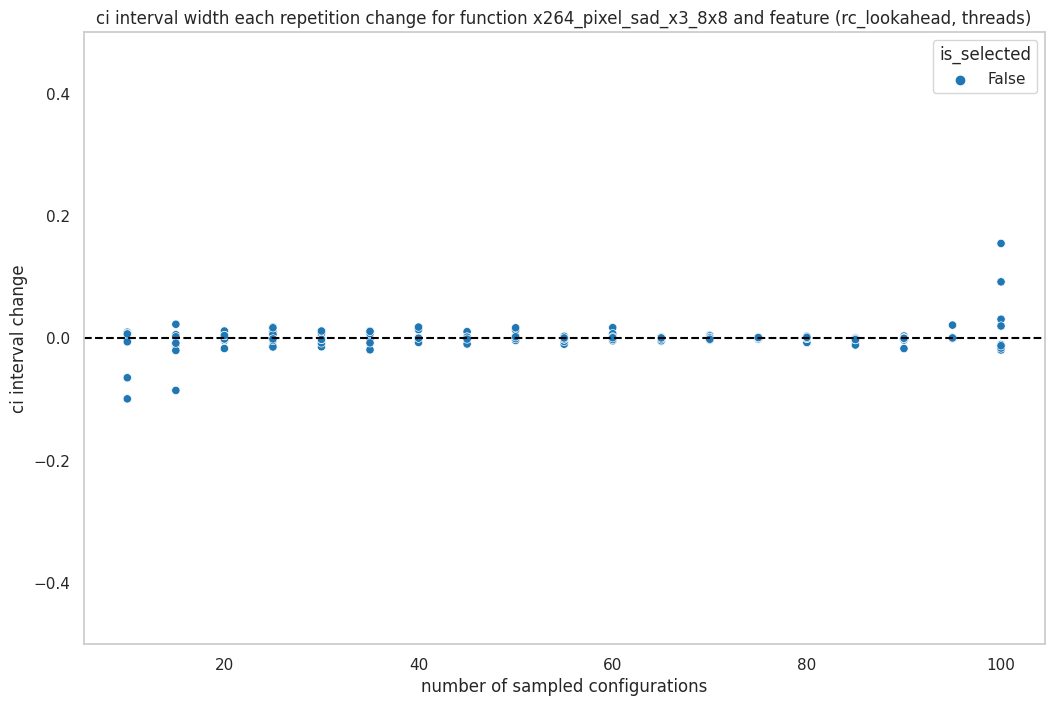 ci interval width each repetition change for function x264_pixel_sad_x3_8x8 and feature (rc_lookahead, threads)
is_selected
False
0.4
0.2
0.0
−0.2
−0.4
ci interval change
20
40
60
80
100
number of sampled configurations